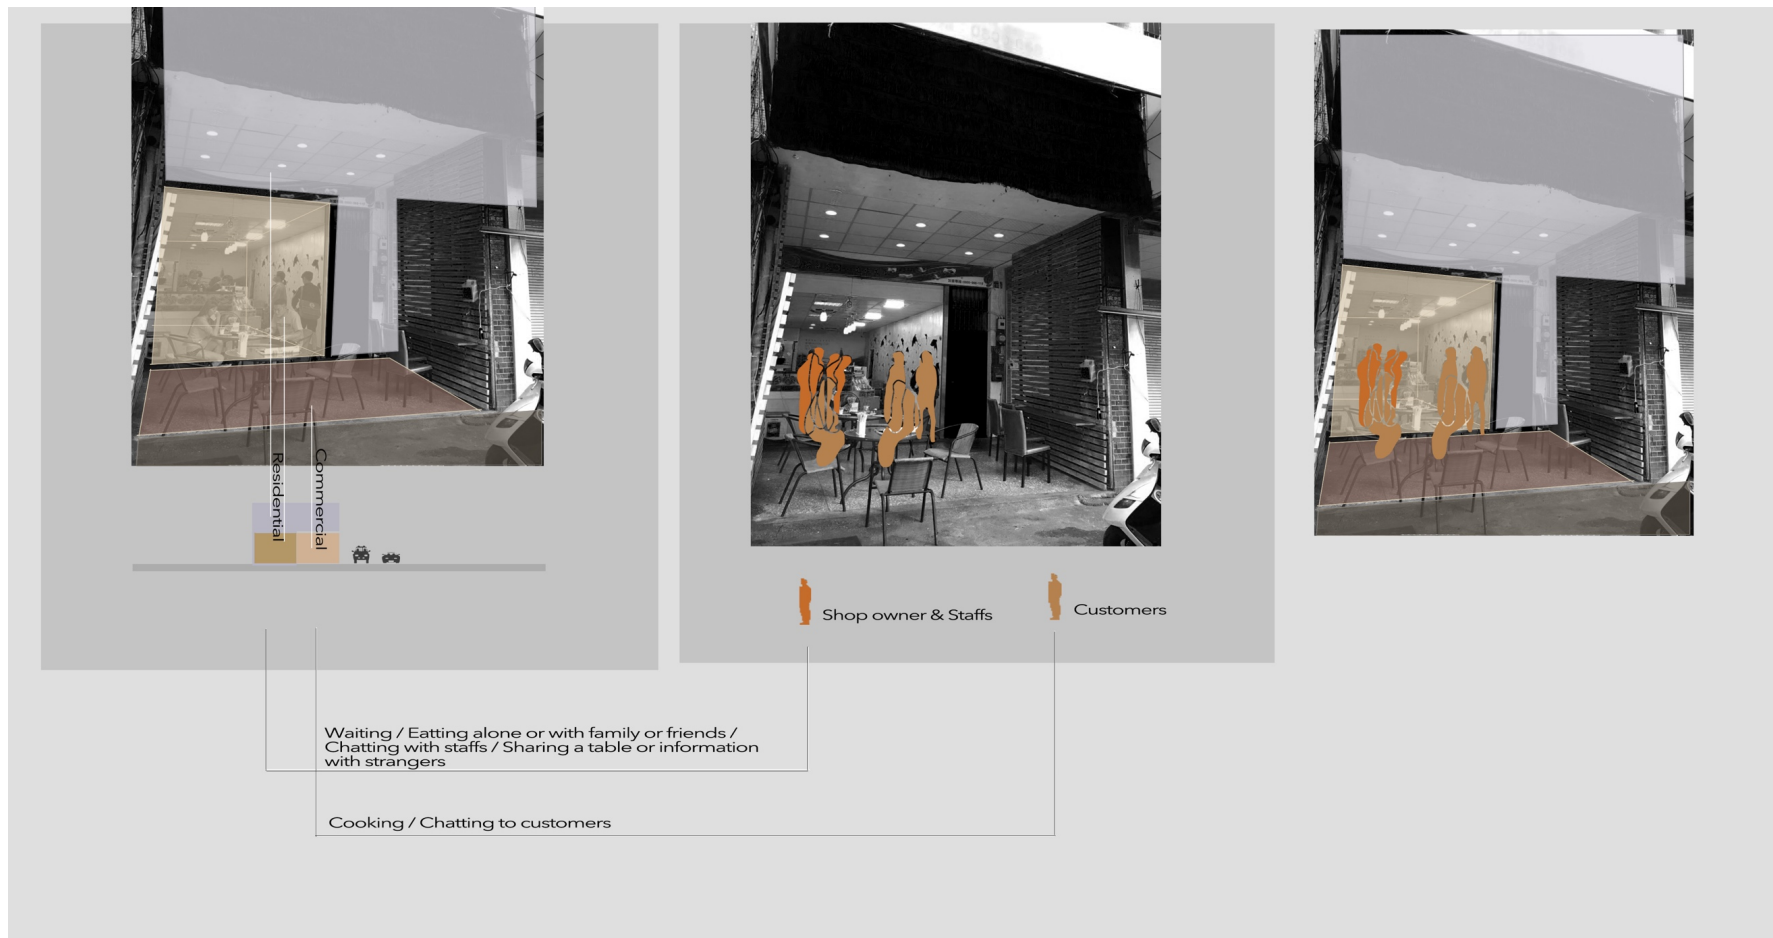 Residential
Commercial
Shop owner & Staffs
Customers
Waiting / Eatting alone or with family or friends /
Chatting with staffs / Sharing a table or information
with strangers
Cooking / Chatting to customers